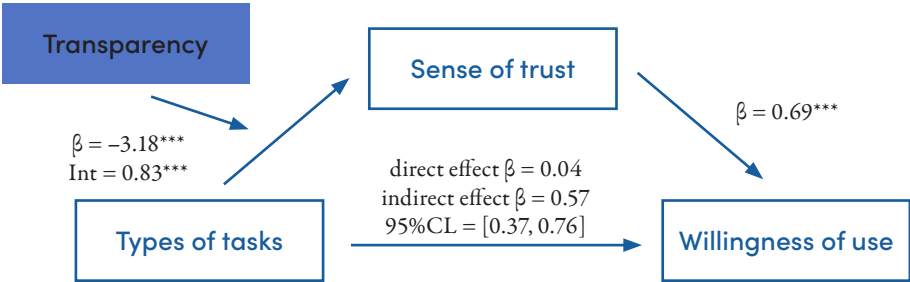 Transparency
Sense of trust
β = 0.69***
β = –3.18***
Int = 0.83***
direct effect β = 0.04
indirect effect β = 0.57
95%CL = [0.37, 0.76]
Types of tasks
Willingness of use